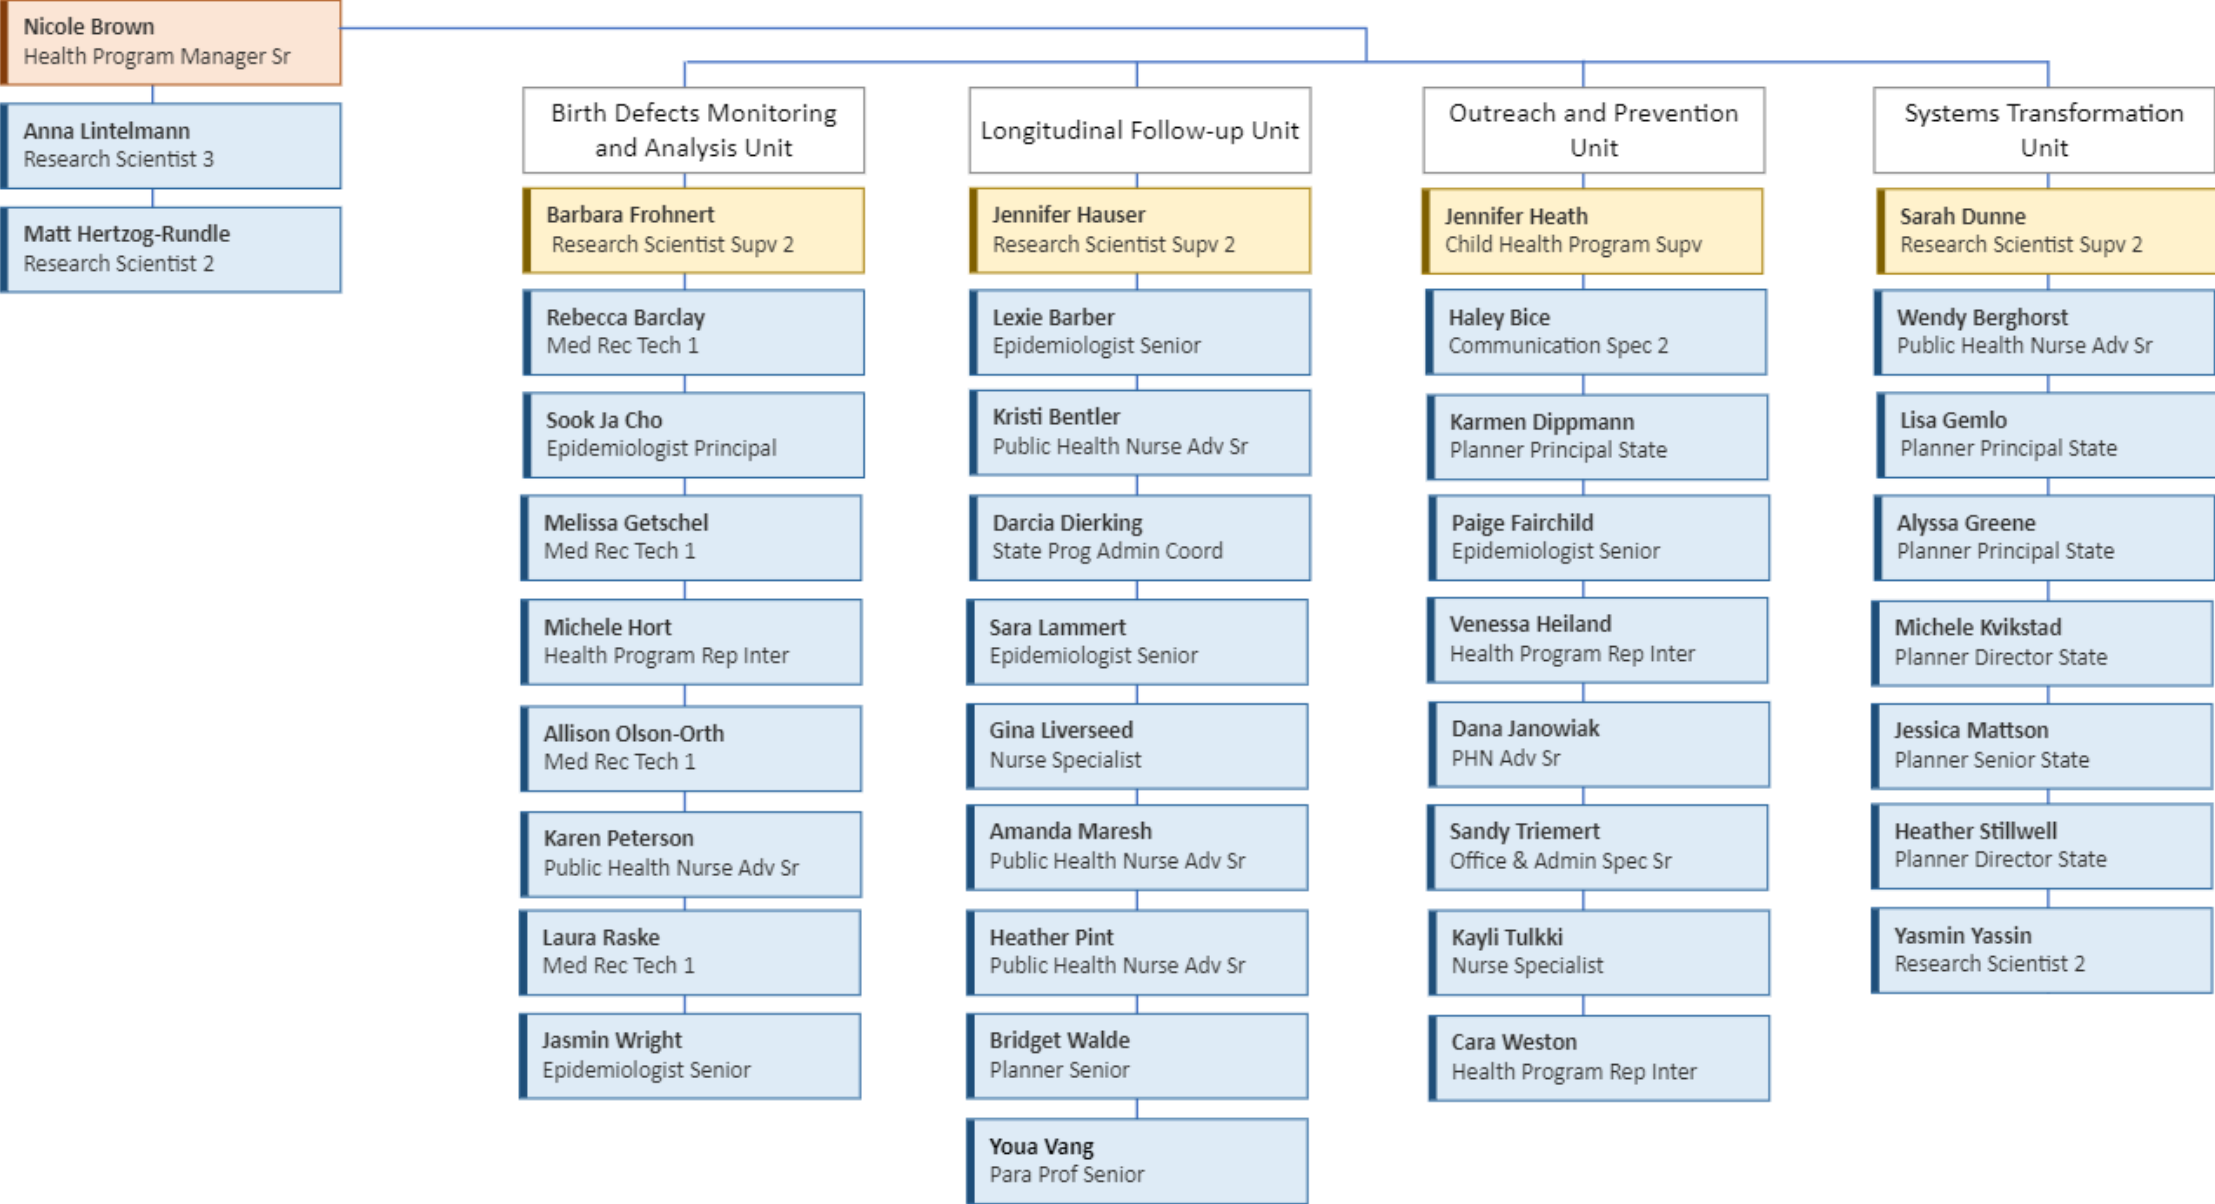 Nicole Brown
Health Program Manager Sr
Anna Lintelmann
Research Scientist 3
Matt Hertzog-Rundle
Research Scientist 2
Birth Defects Monitoring
and Analysis Unit
Barbara Frohnert
Research Scientist Supv 2
Rebecca Barclay
Med Rec Tech 1
Sook Ja Cho
Epidemiologist Principal
Melissa Getschel
Med Rec Tech 1
Michele Hort
Health Program Rep Inter
Allison Olson-Orth
Med Rec Tech 1
Karen Peterson
Public Health Nurse Adv Sr
Laura Raske
Med Rec Tech 1
Jasmin Wright
Epidemiologist Senior
Longitudinal Follow-up Unit
Jennifer Hauser
Research Scientist Supv 2
Lexie Barber
Epidemiologist Senior
Kristi Bentler
Public Health Nurse Adv Sr
Darcia Dierking
State Prog Admin Coord
Sara Lammert
Epidemiologist Senior
Gina Liverseed
Nurse Specialist
Amanda Maresh
Public Health Nurse Adv Sr
Heather Pint
Public Health Nurse Adv Sr
Bridget Walde
Planner Senior
Youa Vang
Para Prof Senior
Outreach and Prevention
Unit
Jennifer Heath
Child Health Program Supv
Haley Bice
Communication Spec 2
Karmen Dippmann
Planner Principal State
Paige Fairchild
Epidemiologist Senior
Venessa Heiland
Health Program Rep Inter
Dana Janowiak
PHN Adv Sr
Sandy Triemert
Office & Admin Spec Sr
Kayli Tulkki
Nurse Specialist
Cara Weston
Health Program Rep Inter
Systems Transformation
Unit
Sarah Dunne
Research Scientist Supv 2
Wendy Berghorst
Public Health Nurse Adv Sr
Lisa Gemlo
Planner Principal State
Alyssa Greene
Planner Principal State
Michele Kvikstad
Planner Director State
Jessica Mattson
Planner Senior State
Heather Stillwell
Planner Director State
Yasmin Yassin
Research Scientist 2